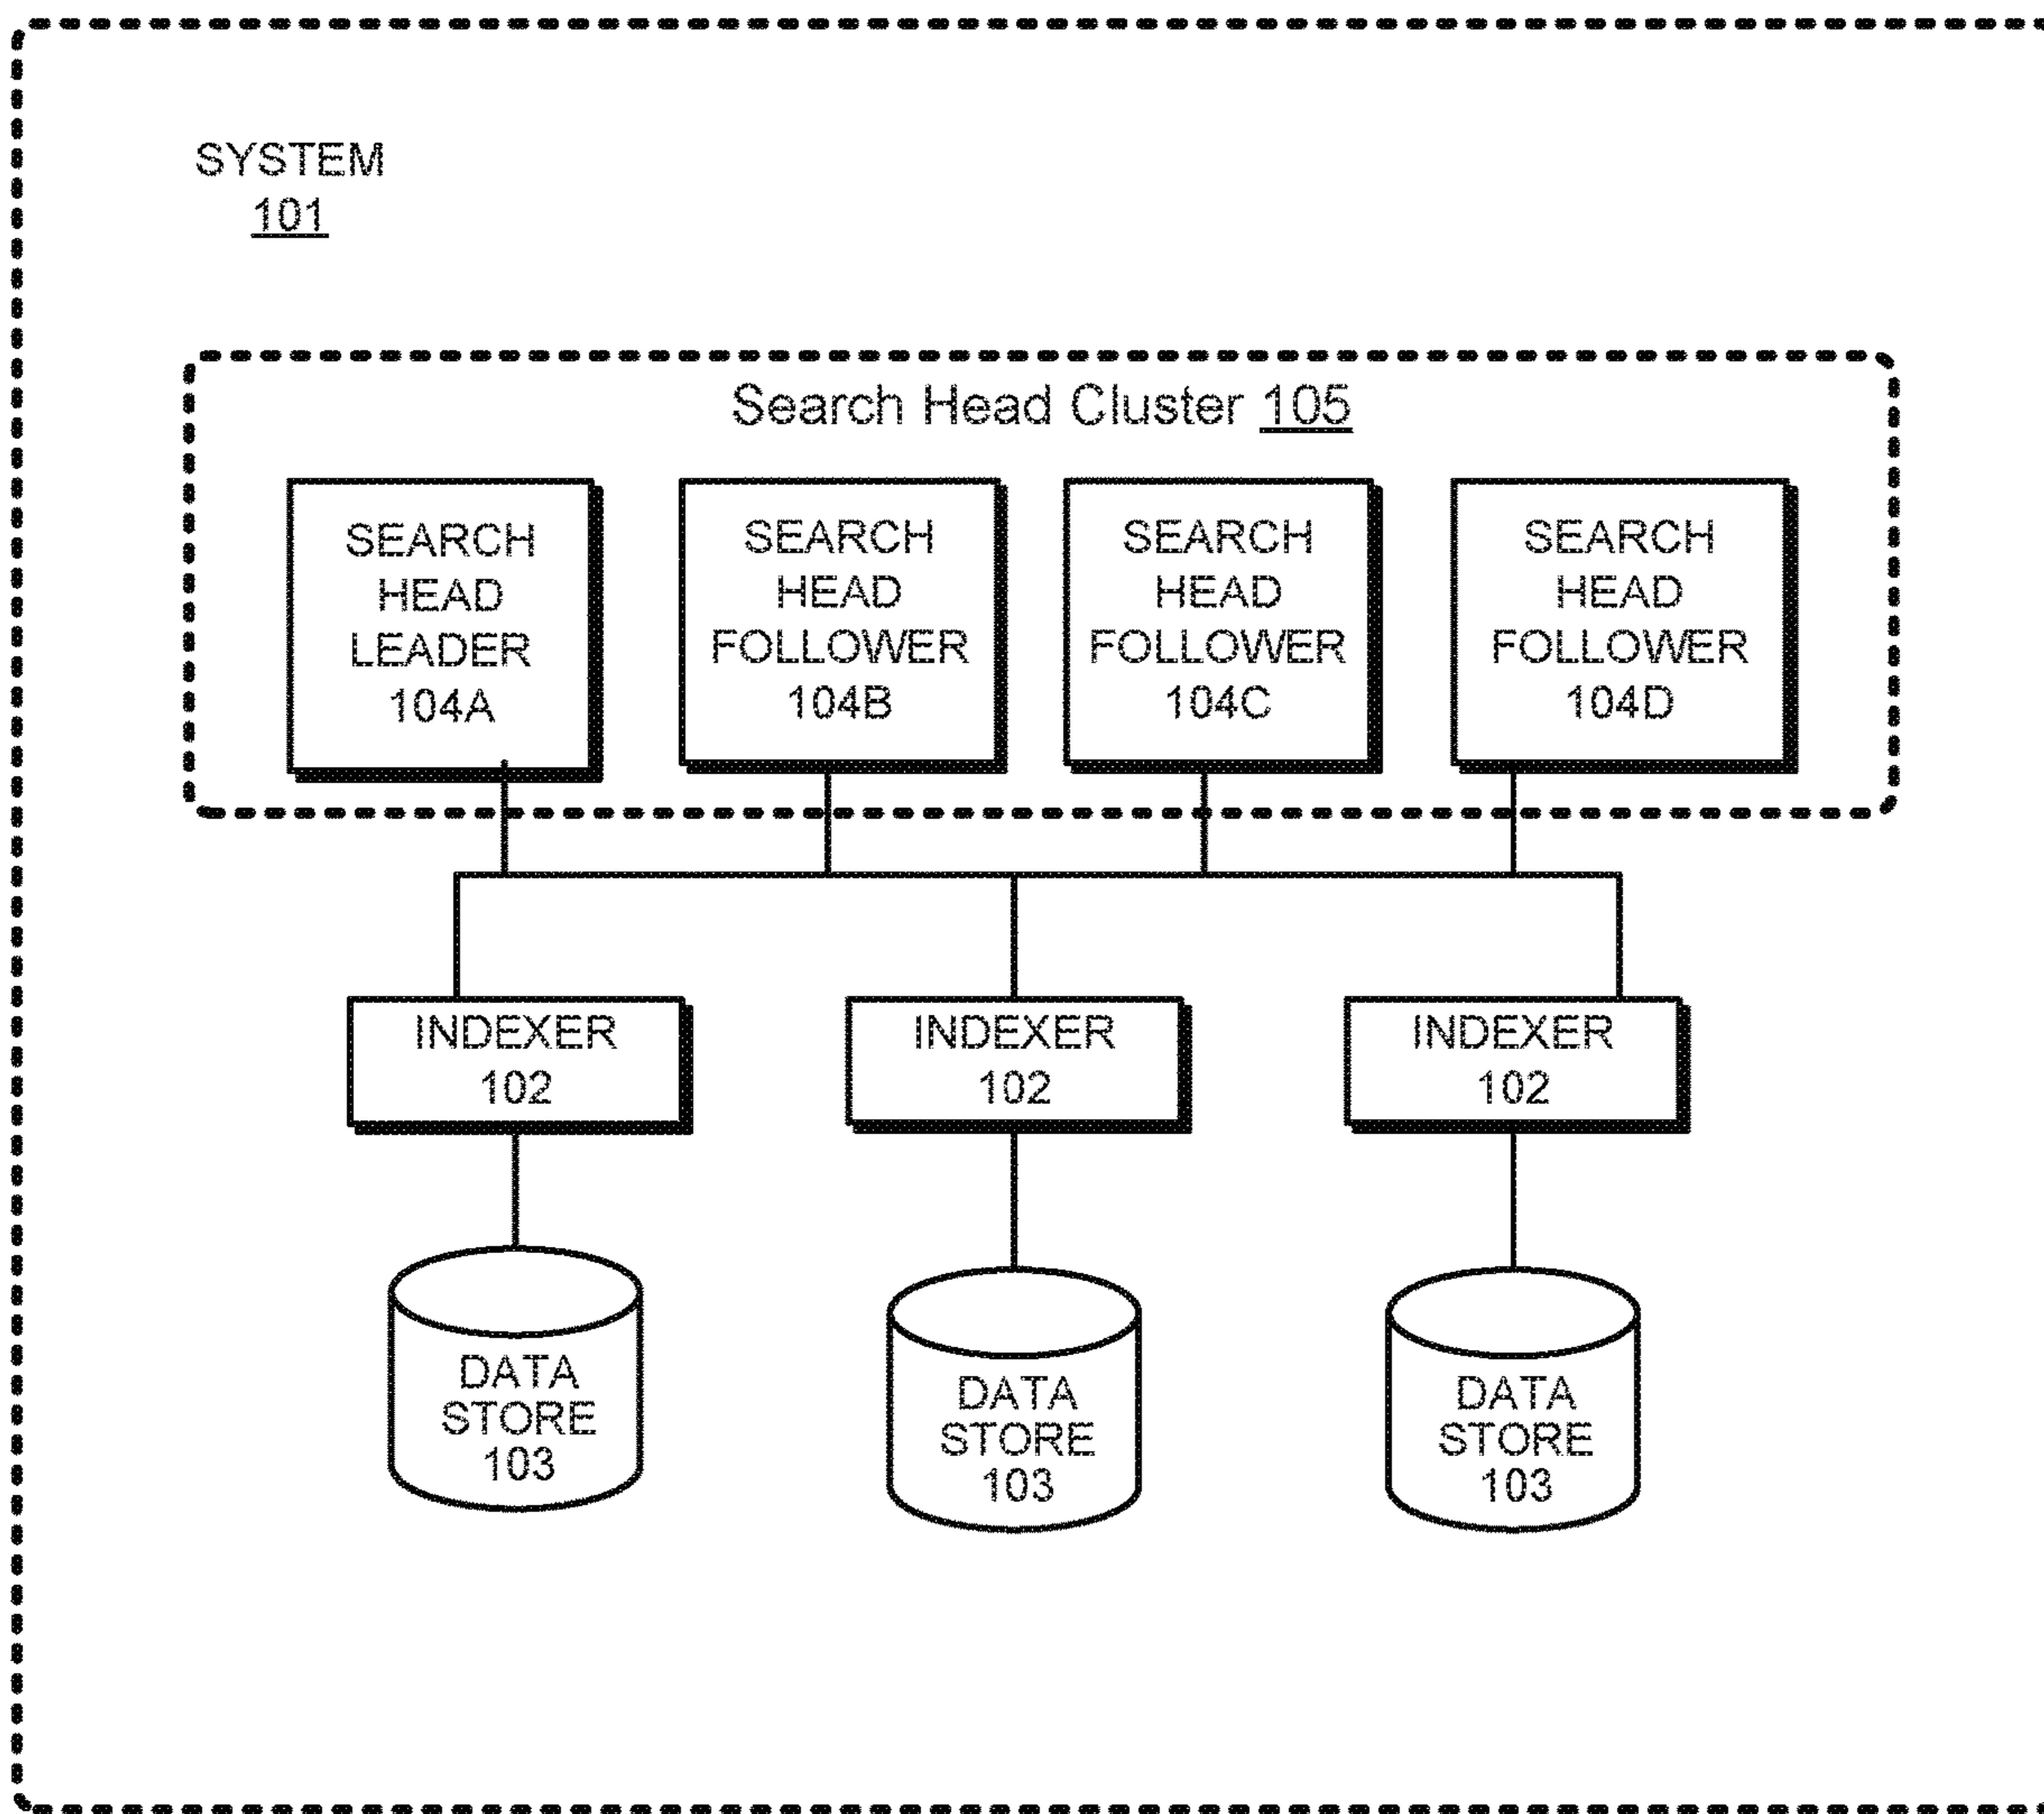 SYSTEM
101
Search Head Cluster 105
SEARCH
HEAD
LEADER
104A
SEARCH
HEAD
FOLLOWER
104B
SEARCH
HEAD
FOLLOWER
104C
SEARCH
HEAD
FOLLOWER
104D
INDEXER
102
INDEXER
102
INDEXER
102
DATA
STORE
103
DATA
STORE
103
DATA
STORE
103